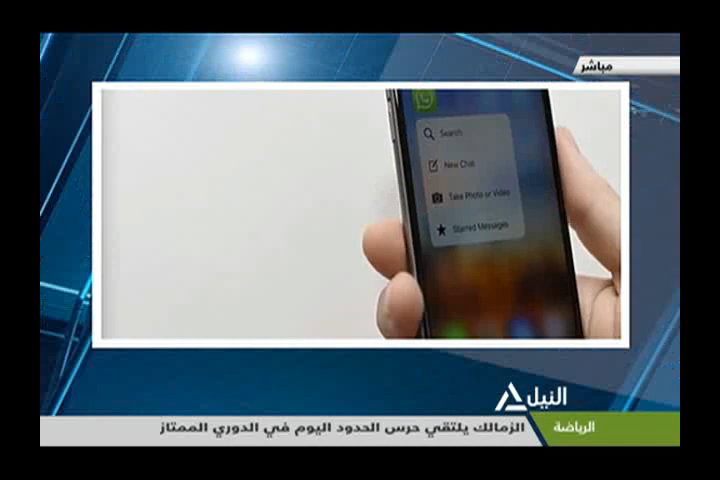 مباشر
Search
New Chat
Take Photo or Video
Starred Messages
النيل
الرياضة
الزمالك يلتقي حرس الحدود اليوم في الدوري الممتاز